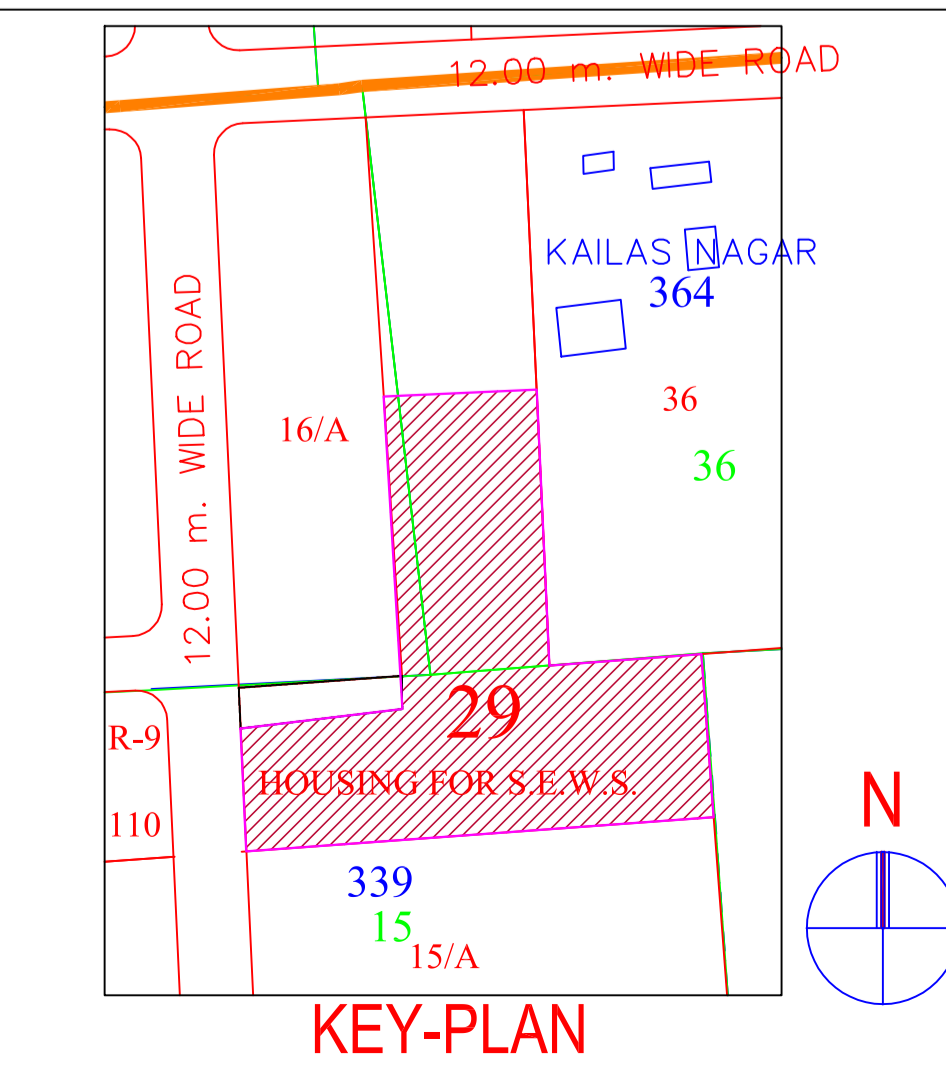 12.00 m. WIDE ROAD
KAILAS NAGAR
364
12.00 m. WIDE ROAD
36
16/A
36
29
R-9
HOUSING FOR S.E.W.S.
110
N
339
15
15/A
KEY-PLAN